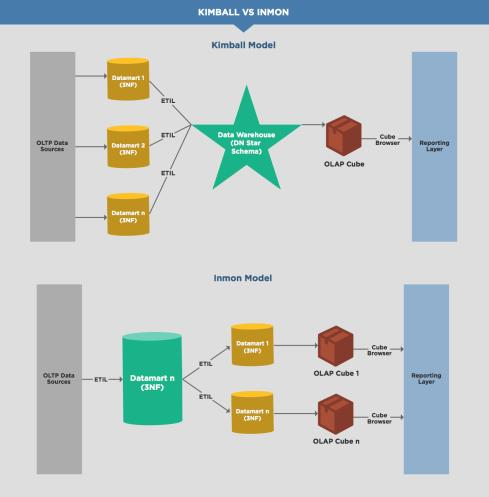 KIMBALL VS INMON
Kimball Model
OLTP Data
Sources
Datamart 1
(3NF)
ETIL
Datamart 2
(3NF)
ETIL
Datamart n
(3NF)
ETIL
Data Warehouse
(DN Star
Schema)
OLAP Cube
Cube
Browser
Reporting
Layer
Inmon Model
OLTP Data
Sources
ETIL
Datamart n
(3NF)
ETIL
ETIL
Datamart 1
(3NF)
Datamart n
(3NF)
OLAP Cube 1
OLAP Cube n
Cube
Browser
Cube
Browser
Reporting
Layer